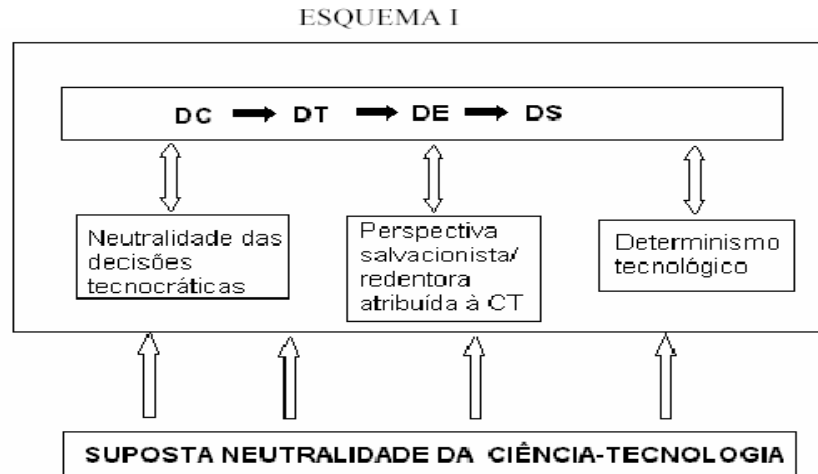 ESQUEMA I
DC → DT → DE → DS
Neutralidade das
decisões
tecnocráticas
Perspectiva
salvacionista/
redentora
atribuída à CT
Determinismo
tecnológico
SUPOSTA NEUTRALIDADE DA CIÊNCIA-TECNOLOGIA